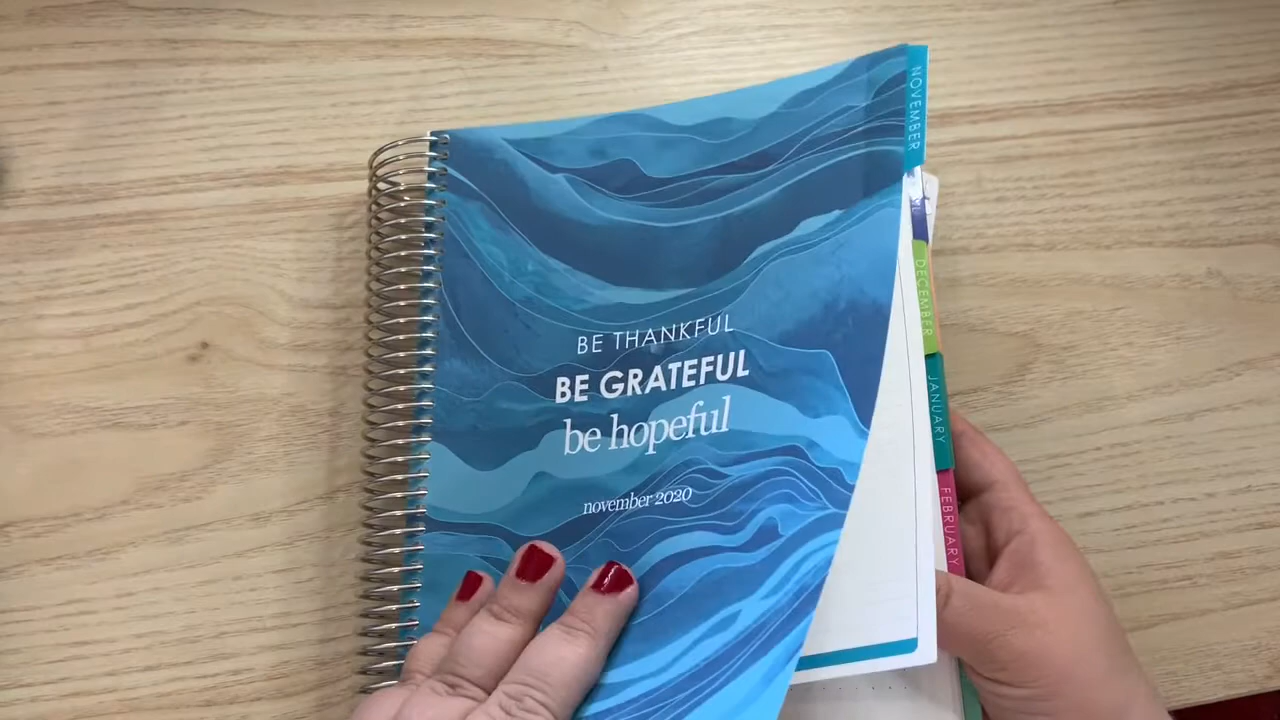 BE THANKFUL
BE GRATEFUL
be hopeful
november 2020
NOVEMBER
DECEMBER
JANUARY
FEBRUARY